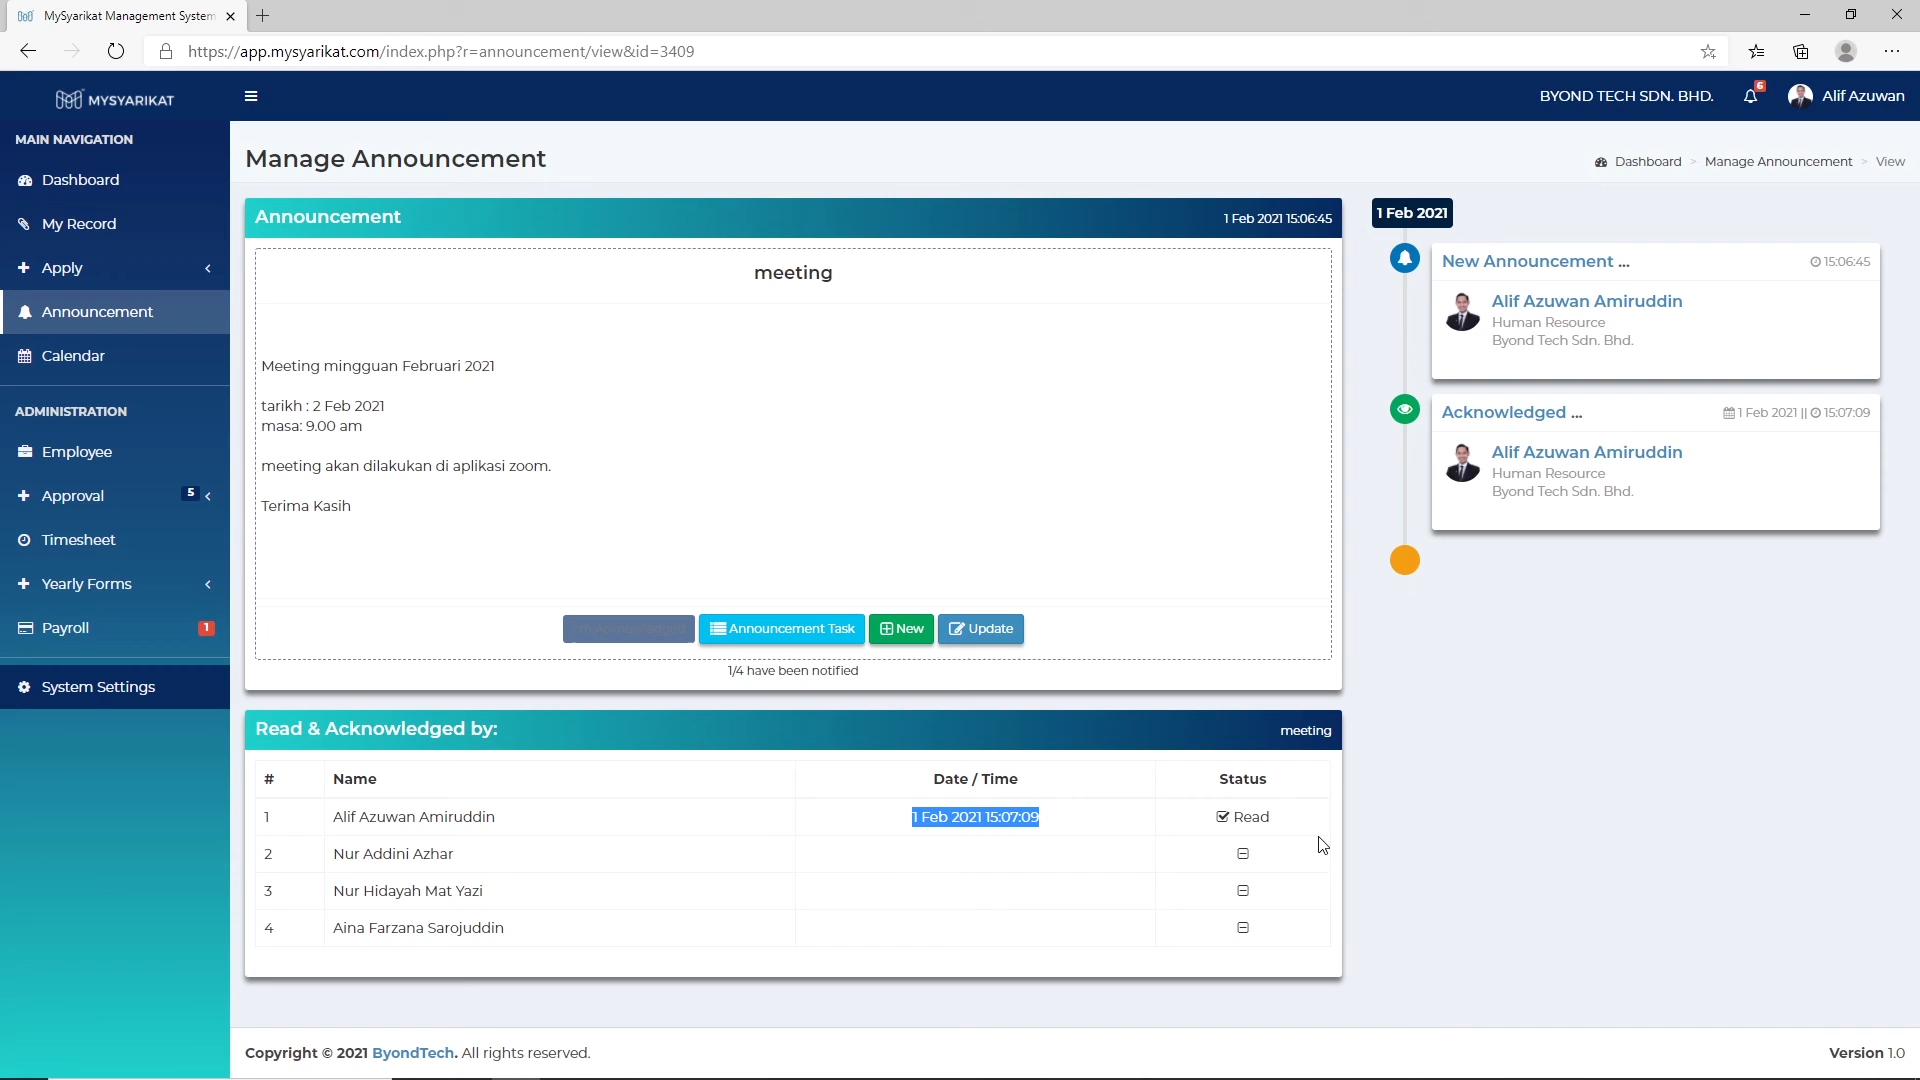 MySyarikat Management System
https://app.mysyarikat.com/index.php?r=announcement/view&id=3409
MYSYARIKAT
BYOND TECH SDN. BHD.
6
Alif Azuwan
MAIN NAVIGATION
Dashboard
My Record
Apply
Announcement
Calendar
ADMINISTRATION
Employee
Approval 5
Timesheet
Yearly Forms
Payroll 1
System Settings
Manage Announcement
Dashboard > Manage Announcement > View
Announcement
1 Feb 2021 15:06:45
meeting
Meeting mingguan Februari 2021
tarikh : 2 Feb 2021
masa: 9.00 am
meeting akan dilakukan di aplikasi zoom.
Terima Kasih
Announcement Task
New
Update
1/4 have been notified
Read & Acknowledged by:
meeting
# Name Date / Time Status
1 Alif Azuwan Amiruddin 1 Feb 2021 15:07:09 Read
2 Nur Addini Azhar
3 Nur Hidayah Mat Yazi
4 Aina Farzana Sarojuddin
1 Feb 2021
New Announcement ...
15:06:45
Alif Azuwan Amiruddin
Human Resource
Byond Tech Sdn. Bhd.
Acknowledged ...
1 Feb 2021 || 15:07:09
Alif Azuwan Amiruddin
Human Resource
Byond Tech Sdn. Bhd.
Copyright © 2021 ByondTech. All rights reserved.
Version 1.0